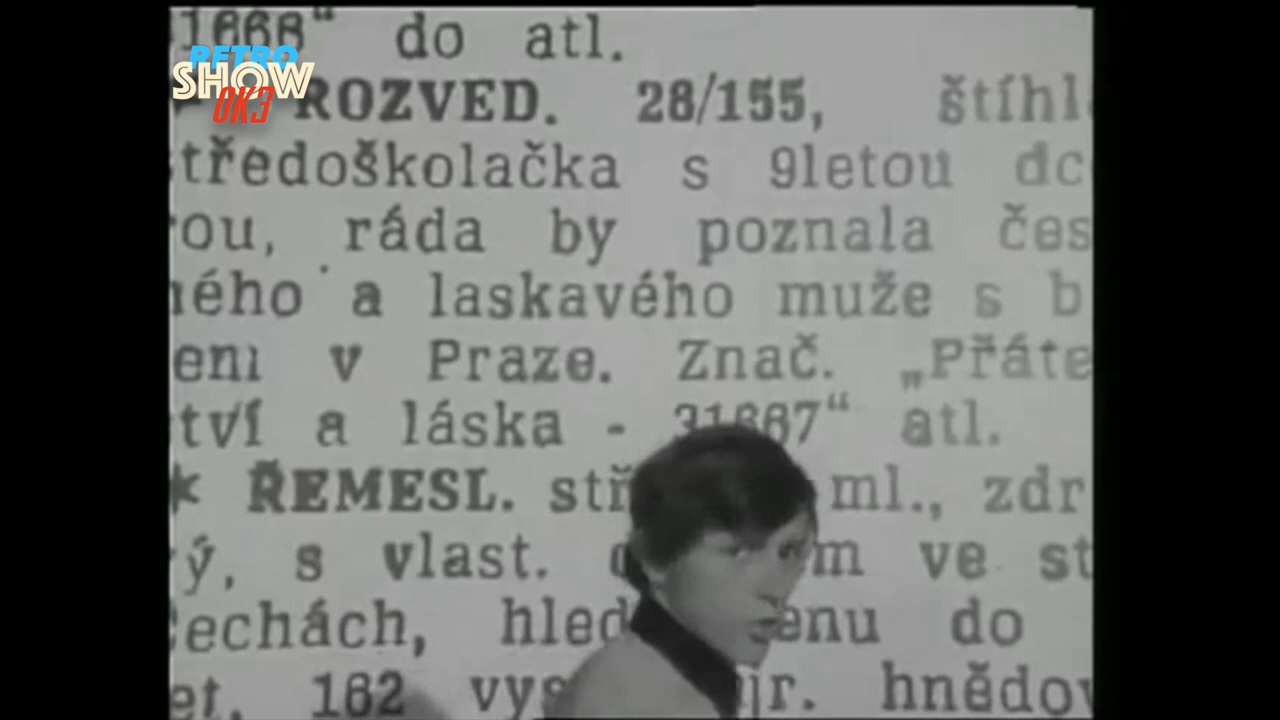 RETRO
SHOW
OK3
31666“ do atl.
ROZVED. 28/155, štíhl
středoškolačka s 9letou dc
rou, ráda by poznala čes
ného a laskavého muže s b
ení v Praze. Znač. „Přáte
ství a láska - 31667“ atl.
* ŘEMESL. stř ml., zdr
ý, s vlast. m ve st
Čechách, hled enu do
let, 162 vys hnědov